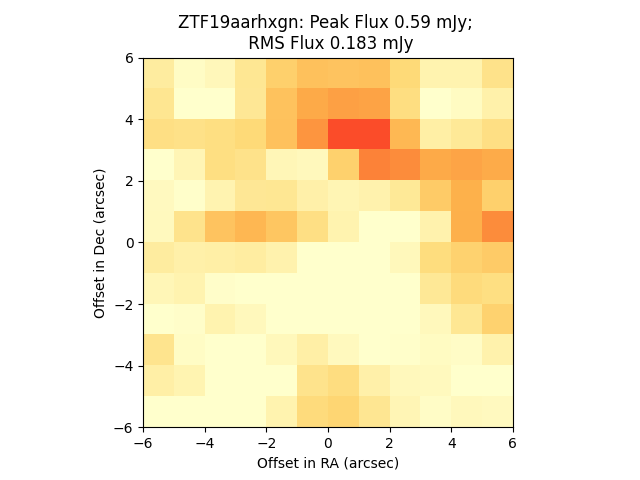 ZTF19aarhxgn: Peak Flux 0.59 mJy;
RMS Flux 0.183 mJy
6
4
2
0
−2
−4
−6
Offset in Dec (arcsec)
−6 −4 −2 0 2 4 6
Offset in RA (arcsec)